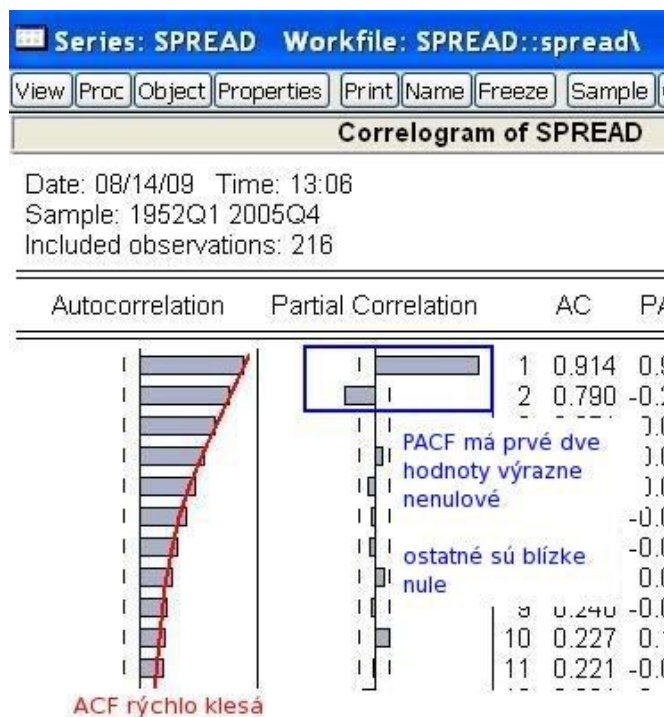 Series: SPREAD Workfile: SPREAD::spread\
View Proc Object Properties Print Name Freeze Sample
Correlogram of SPREAD
Date: 08/14/09 Time: 13:06
Sample: 1952Q1 2005Q4
Included observations: 216
Autocorrelation Partial Correlation AC
1 0.914
2 0.790
PACF má prvé dve
hodnoty výrazne
nenulové
ostatné sú blízke
nule
10 0.227
11 0.221
ACF rýchlo klesá